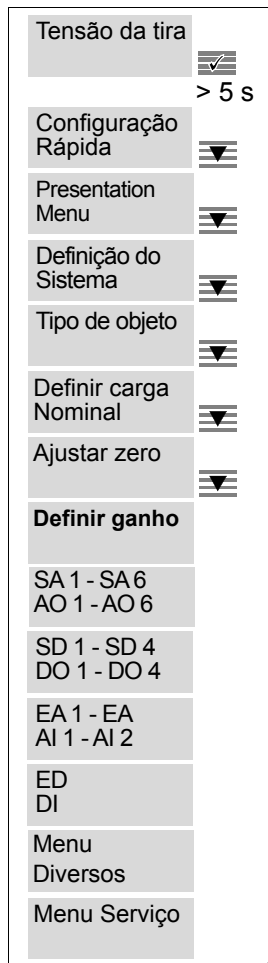 Tensão da tira
> 5 s
Configuração
Rápida
Presentation
Menu
Definição do
Sistema
Tipo de objeto
Definir carga
Nominal
Ajustar zero
Definir ganho
SA 1 - SA 6
AO 1 - AO 6
SD 1 - SD 4
DO 1 - DO 4
EA 1 - EA
AI 1 - AI 2
ED
DI
Menu
Diversos
Menu Serviço